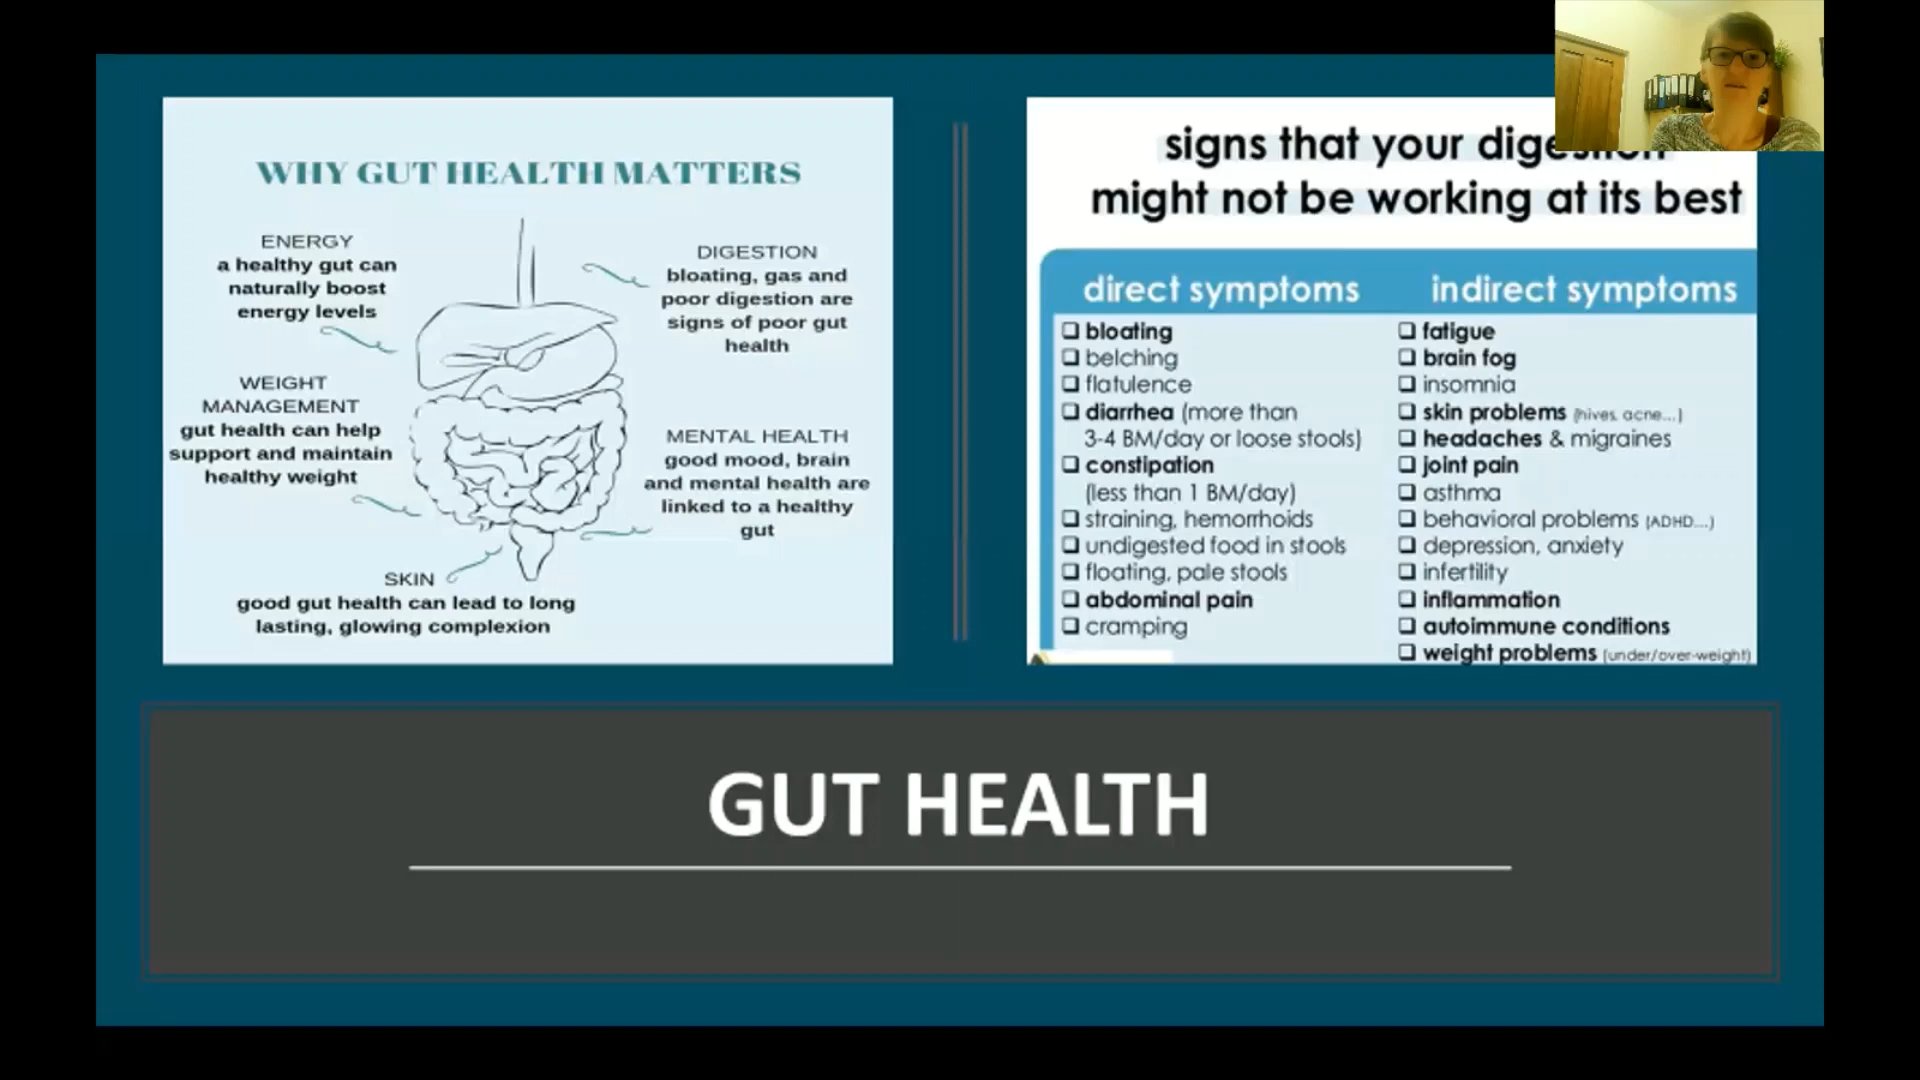 WHY GUT HEALTH MATTERS
ENERGY
a healthy gut can
naturally boost
energy levels
WEIGHT
MANAGEMENT
gut health can help
support and maintain
healthy weight
DIGESTION
bloating, gas and
poor digestion are
signs of poor gut
health
MENTAL HEALTH
good mood, brain
and mental health are
linked to a healthy
gut
SKIN
good gut health can lead to long
lasting, glowing complexion
signs that your digestion
might not be working at its best
direct symptoms
❑ bloating
❑ belching
❑ flatulence
❑ diarrhea (more than
3-4 BM/day or loose stools)
❑ constipation
(less than 1 BM/day)
❑ straining, hemorrhoids
❑ undigested food in stools
❑ floating, pale stools
❑ abdominal pain
❑ cramping
indirect symptoms
❑ fatigue
❑ brain fog
❑ insomnia
❑ skin problems (hives, acne...)
❑ headaches & migraines
❑ joint pain
❑ asthma
❑ behavioral problems (ADHD...)
❑ depression, anxiety
❑ infertility
❑ inflammation
❑ autoimmune conditions
❑ weight problems (under/over-weight)
GUT HEALTH